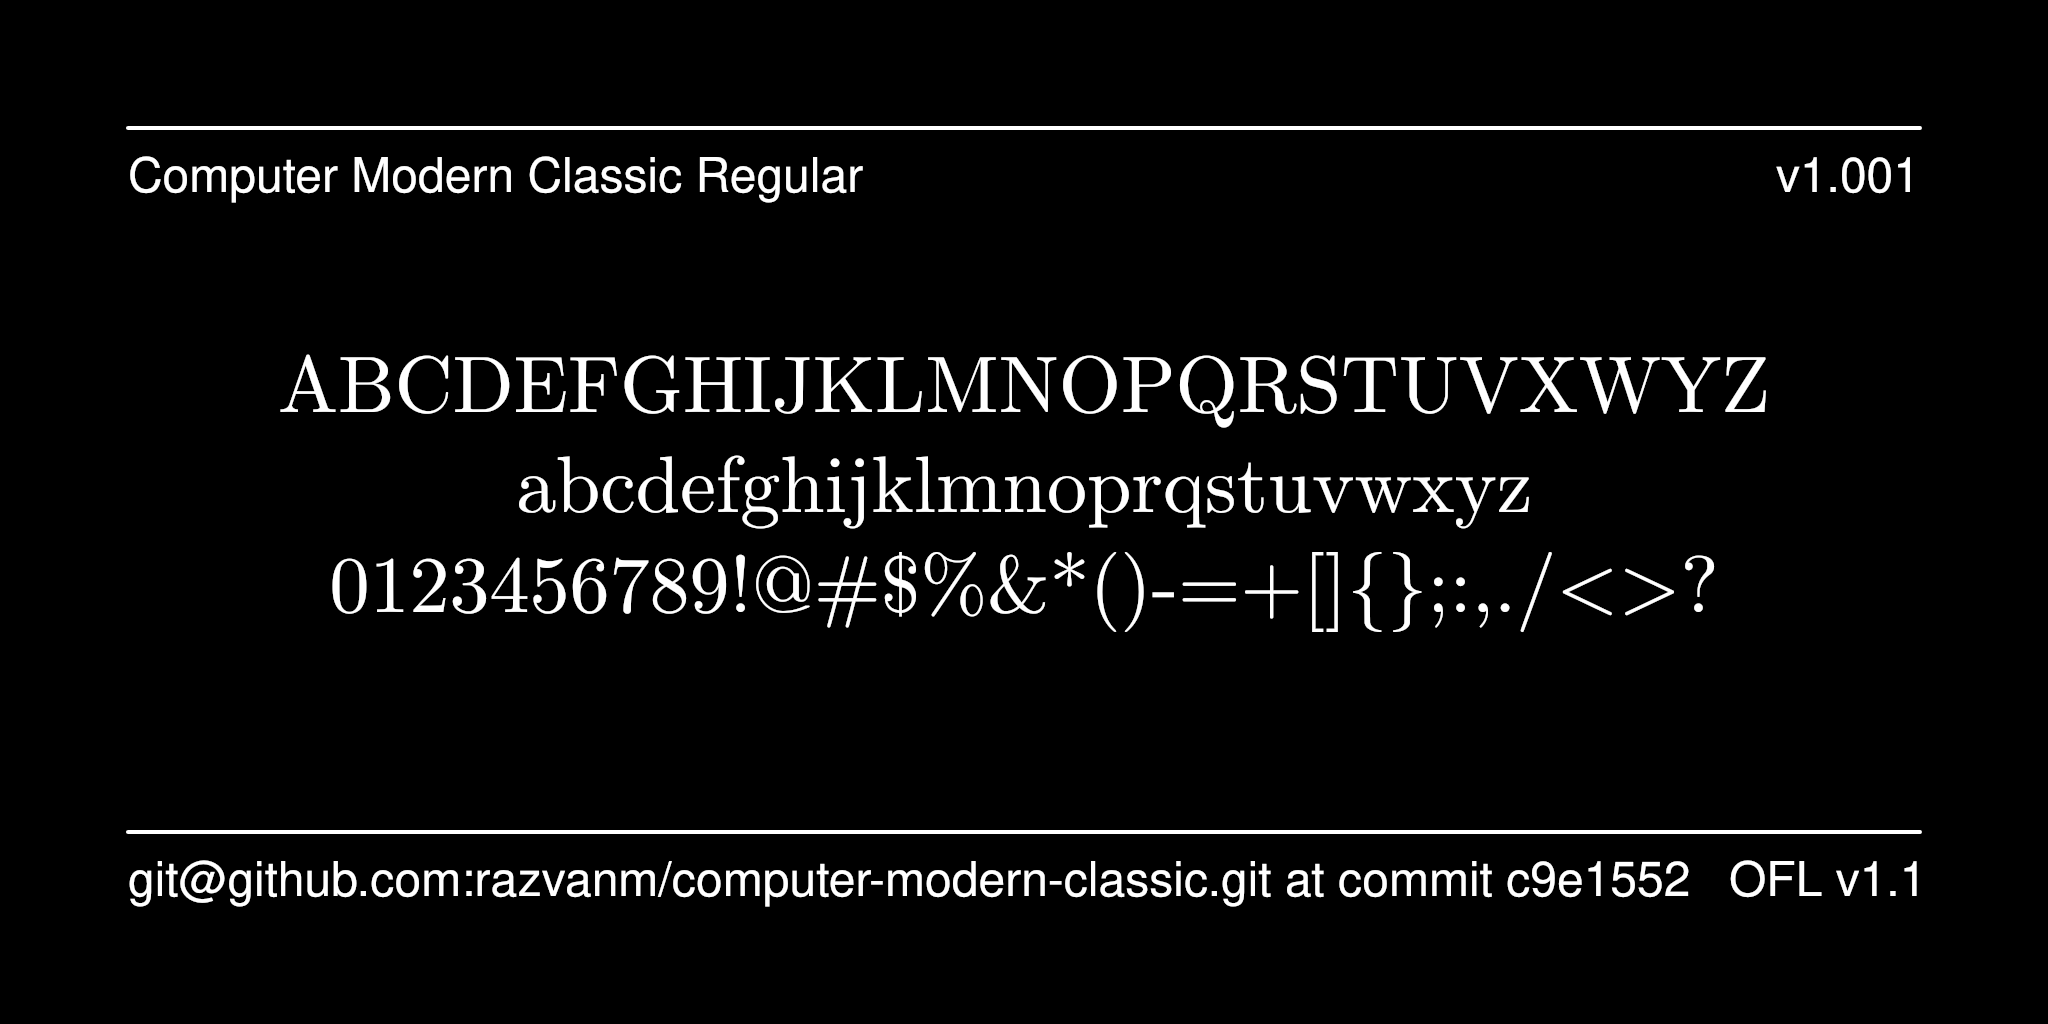 Computer Modern Classic Regular v1.001
ABCDEFGHIJKLMNOPQRSTUVXWYZ
abcdefghijklmnoprqstuvwxyz
0123456789!@#$%&*()-=+[]{};:,./<>?
git@github.com:razvanm/computer-modern-classic.git at commit c9e1552 OFL v1.1